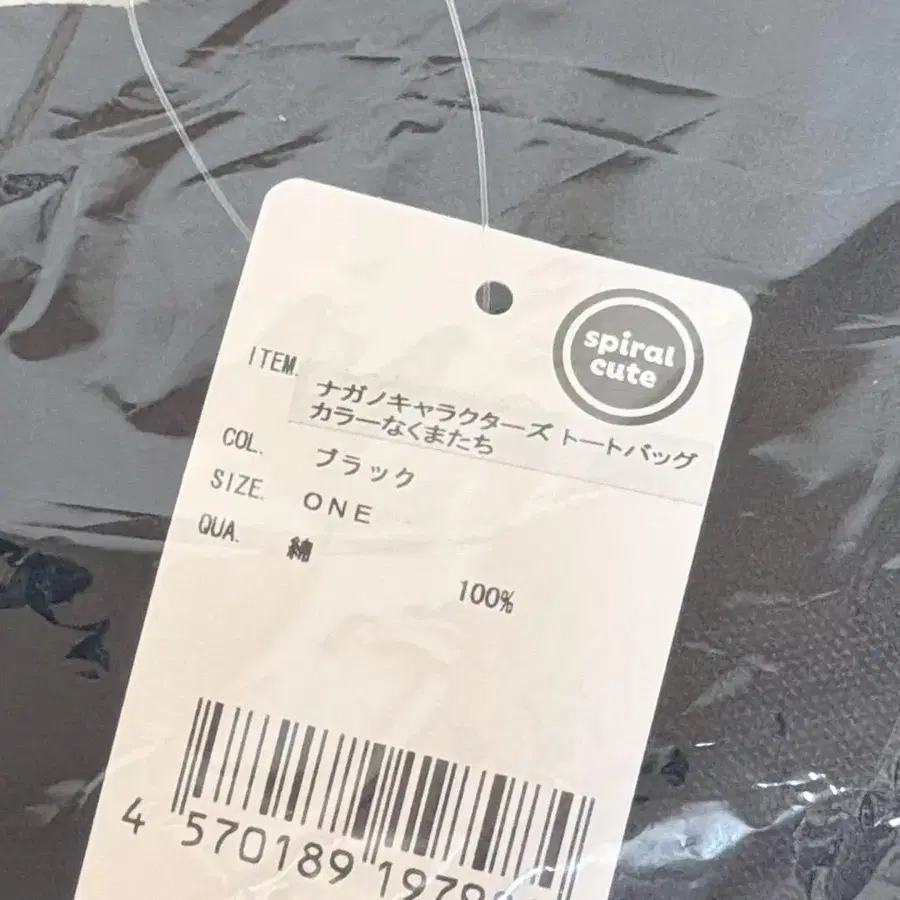 spiral
cute
ITEM. ナガノキャラクターズ トートバッグ
カラーなくまたち
COL. ブラック
SIZE. ONE
QUA. 綿
100%
4 570189